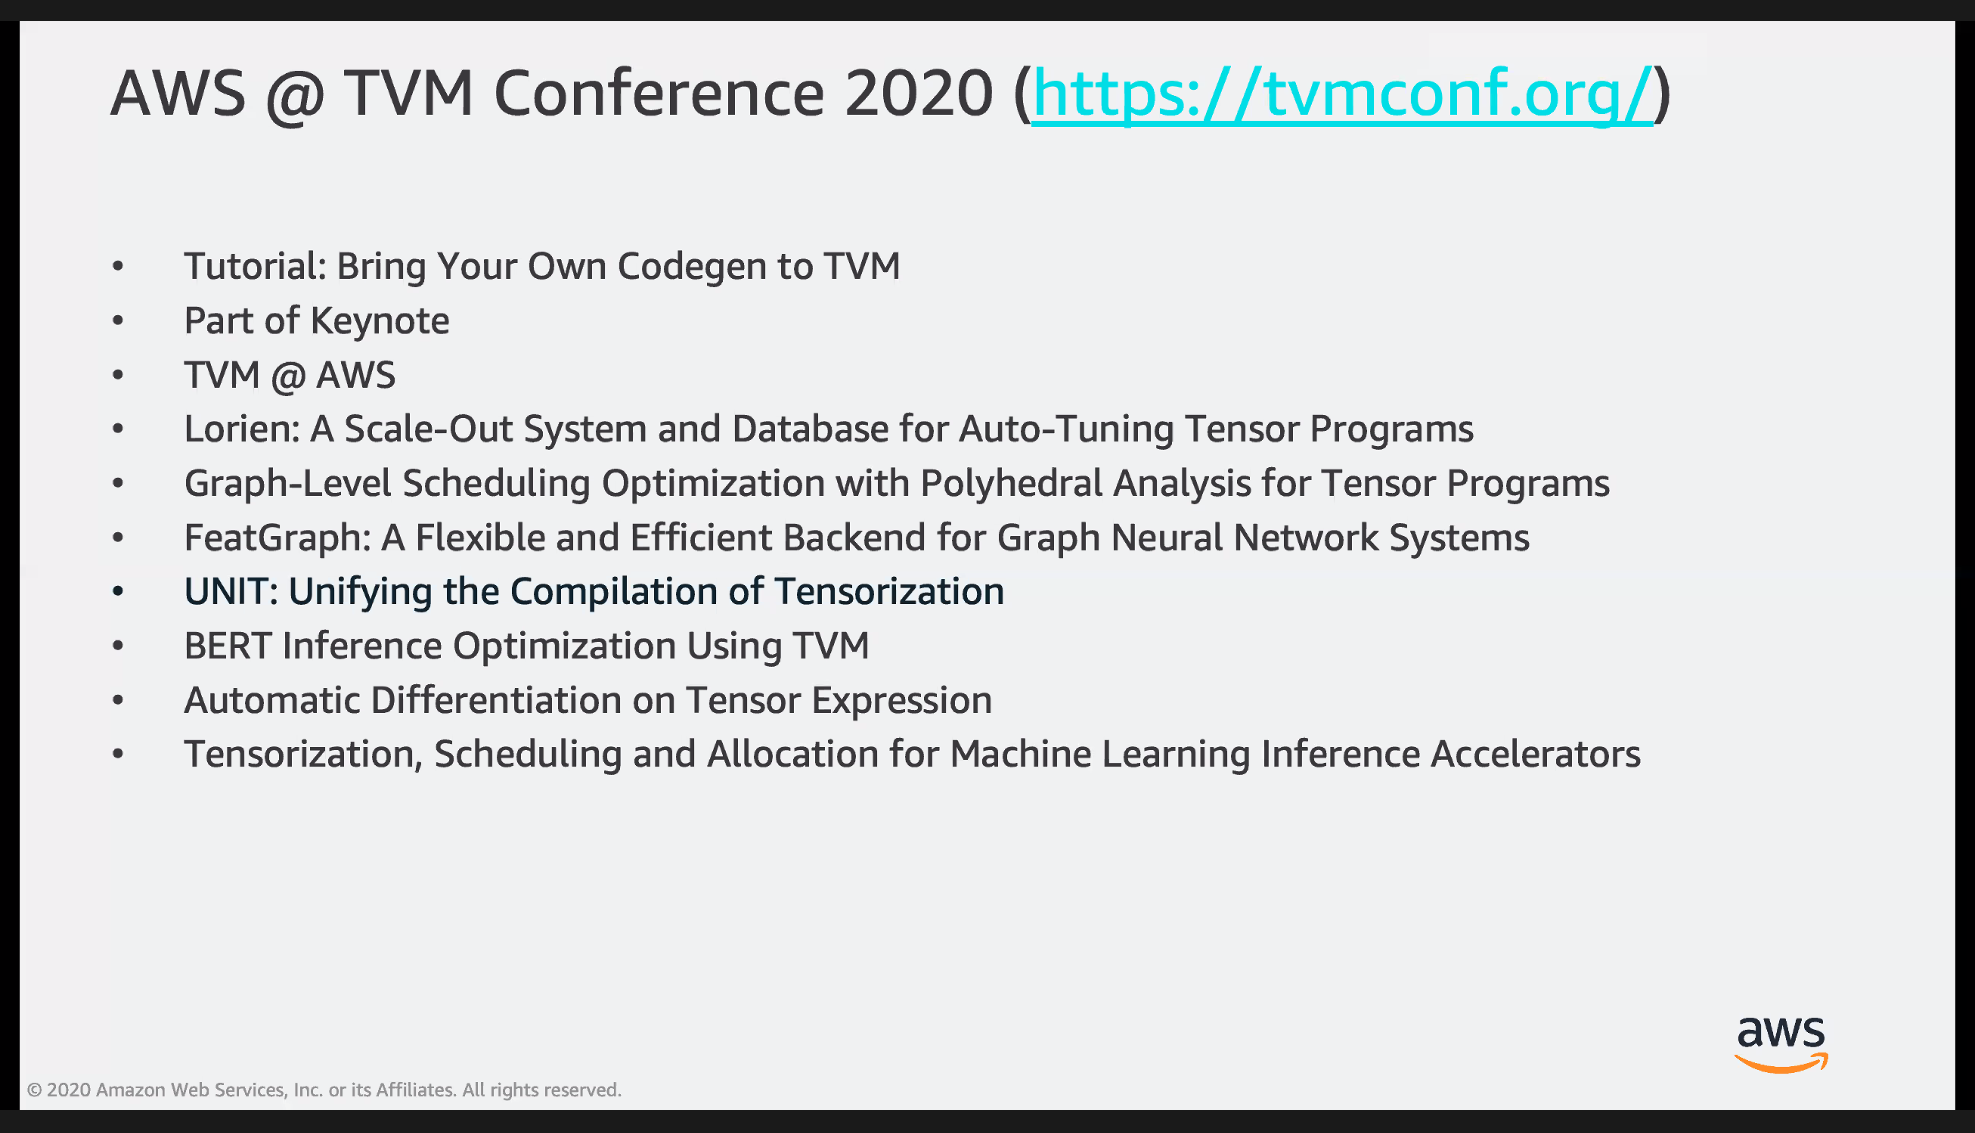 AWS @ TVM Conference 2020 (https://tvmconf.org/)
• Tutorial: Bring Your Own Codegen to TVM
• Part of Keynote
• TVM @ AWS
• Lorien: A Scale-Out System and Database for Auto-Tuning Tensor Programs
• Graph-Level Scheduling Optimization with Polyhedral Analysis for Tensor Programs
• FeatGraph: A Flexible and Efficient Backend for Graph Neural Network Systems
• UNIT: Unifying the Compilation of Tensorization
• BERT Inference Optimization Using TVM
• Automatic Differentiation on Tensor Expression
• Tensorization, Scheduling and Allocation for Machine Learning Inference Accelerators
aws
© 2020 Amazon Web Services, Inc. or its Affiliates. All rights reserved.